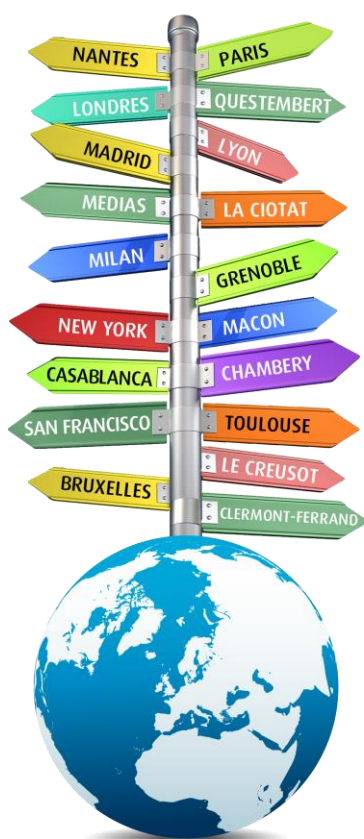 NANTES
PARIS
LONDRES
QUESTEMBERT
MADRID
LYON
MEDIAS
LA CIOTAT
MILAN
GRENOBLE
NEW YORK
MACON
CASABLANCA
CHAMBERY
SAN FRANCISCO
TOULOUSE
LE CREUSOT
BRUXELLES
CLERMONT-FERRAND